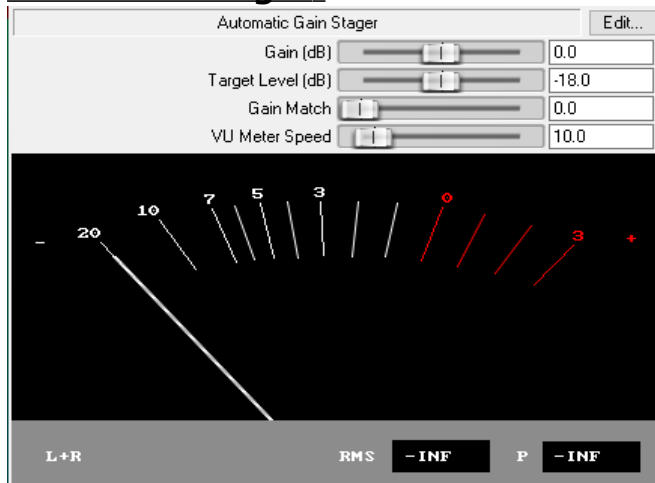 Automatic Gain Stager Edit...
Gain (dB) 0.0
Target Level (dB) -18.0
Gain Match 0.0
VU Meter Speed 10.0
- 20 10 7 5 3 0 3 +
L+R RMS -INF P -INF